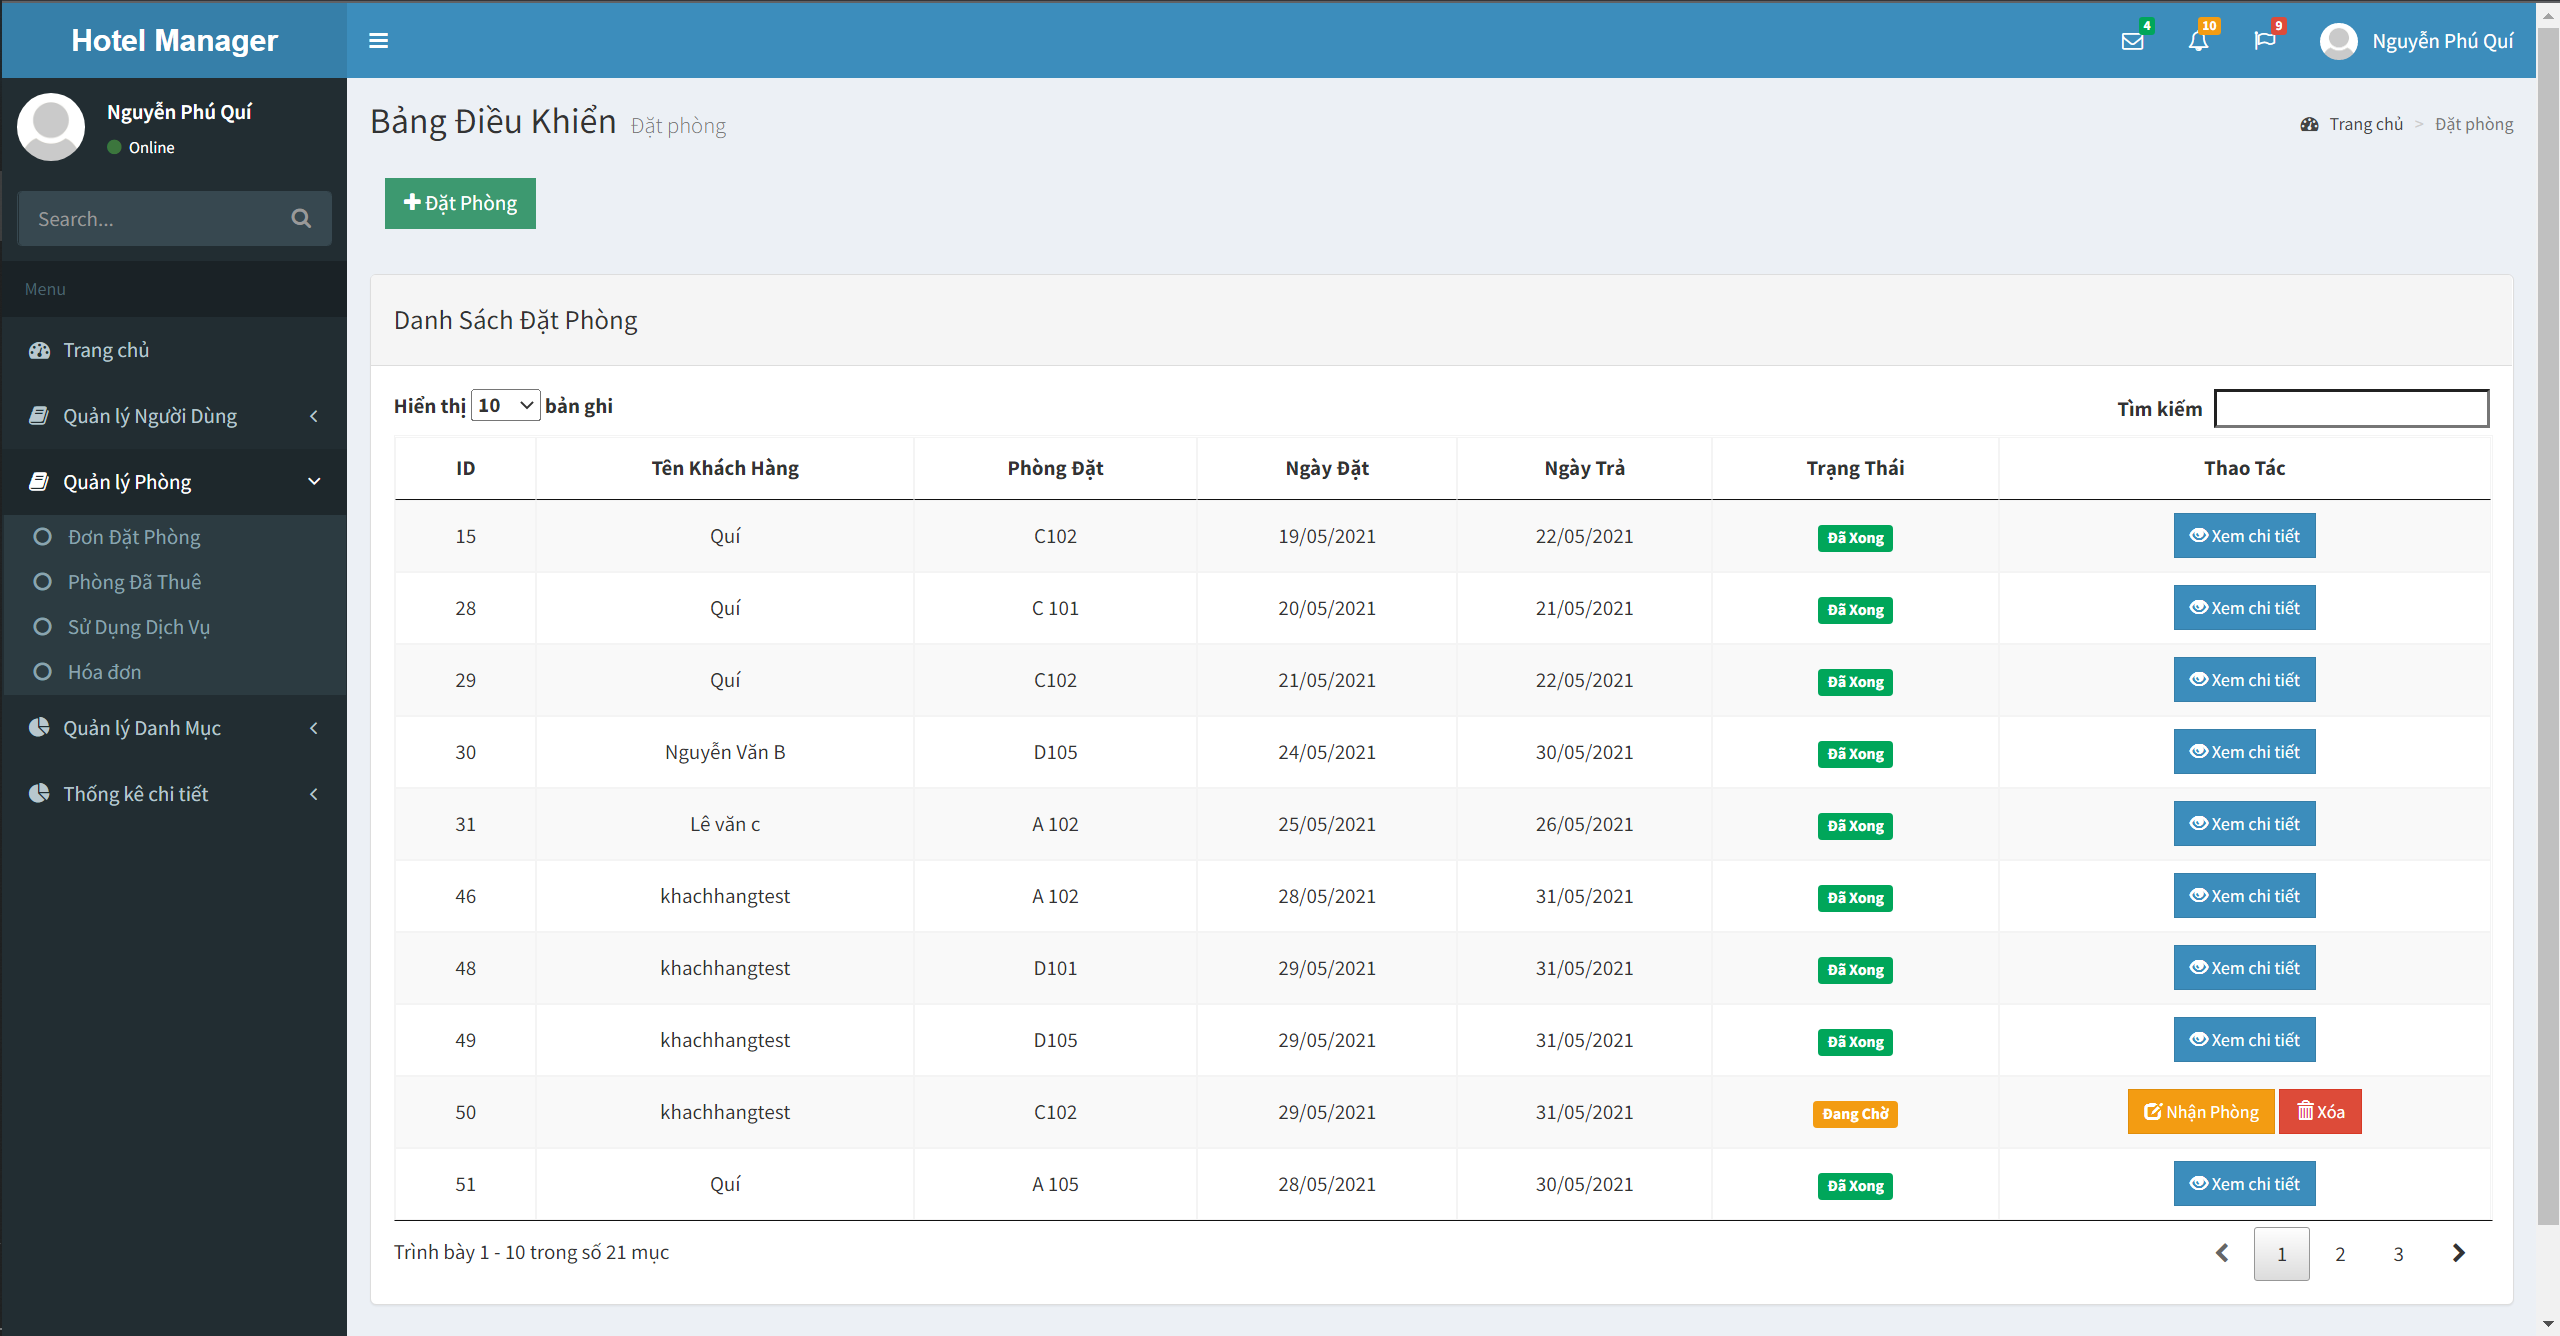 Hotel Manager
4
10
9
Nguyễn Phú Quí
Nguyễn Phú Quí
Online
Search...
Menu
Trang chủ
Quản lý Người Dùng
Quản lý Phòng
Đơn Đặt Phòng
Phòng Đã Thuê
Sử Dụng Dịch Vụ
Hóa đơn
Quản lý Danh Mục
Thống kê chi tiết
Bảng Điều Khiển Đặt phòng
Trang chủ > Đặt phòng
Đặt Phòng
Danh Sách Đặt Phòng
Hiển thị 10 bản ghi
Tìm kiếm
ID Tên Khách Hàng Phòng Đặt Ngày Đặt Ngày Trả Trạng Thái Thao Tác
15 Quí C102 19/05/2021 22/05/2021 Đã Xong Xem chi tiết
28 Quí C 101 20/05/2021 21/05/2021 Đã Xong Xem chi tiết
29 Quí C102 21/05/2021 22/05/2021 Đã Xong Xem chi tiết
30 Nguyễn Văn B D105 24/05/2021 30/05/2021 Đã Xong Xem chi tiết
31 Lê văn c A 102 25/05/2021 26/05/2021 Đã Xong Xem chi tiết
46 khachhangtest A 102 28/05/2021 31/05/2021 Đã Xong Xem chi tiết
48 khachhangtest D101 29/05/2021 31/05/2021 Đã Xong Xem chi tiết
49 khachhangtest D105 29/05/2021 31/05/2021 Đã Xong Xem chi tiết
50 khachhangtest C102 29/05/2021 31/05/2021 Đang Chờ Nhận Phòng Xóa
51 Quí A 105 28/05/2021 30/05/2021 Đã Xong Xem chi tiết
Trình bày 1 - 10 trong số 21 mục
1 2 3